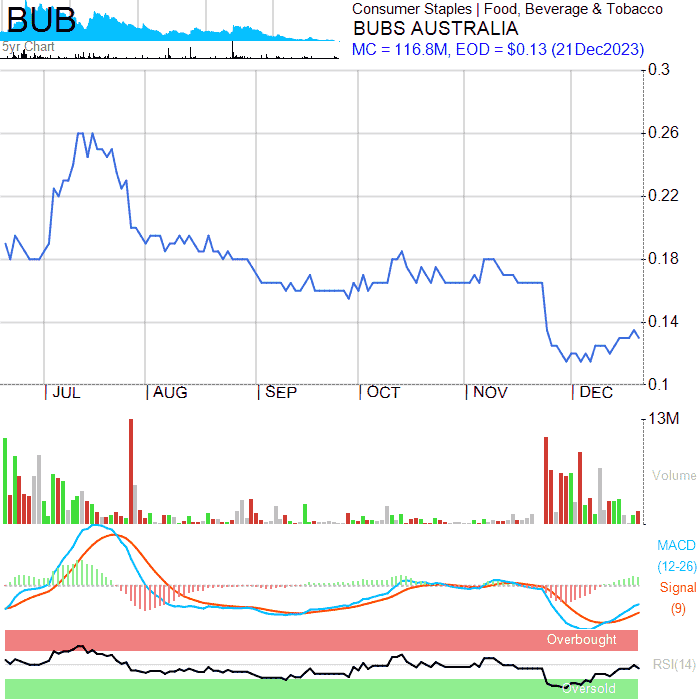 BUB
5yr Chart
Consumer Staples | Food, Beverage & Tobacco
BUBS AUSTRALIA
MC = 116.8M, EOD = $0.13 (21Dec2023)
0.3
0.26
0.22
0.18
0.14
0.1
JUL AUG SEP OCT NOV DEC
13M
Volume
MACD
(12-26)
Signal
(9)
Overbought
RSI(14)
Oversold